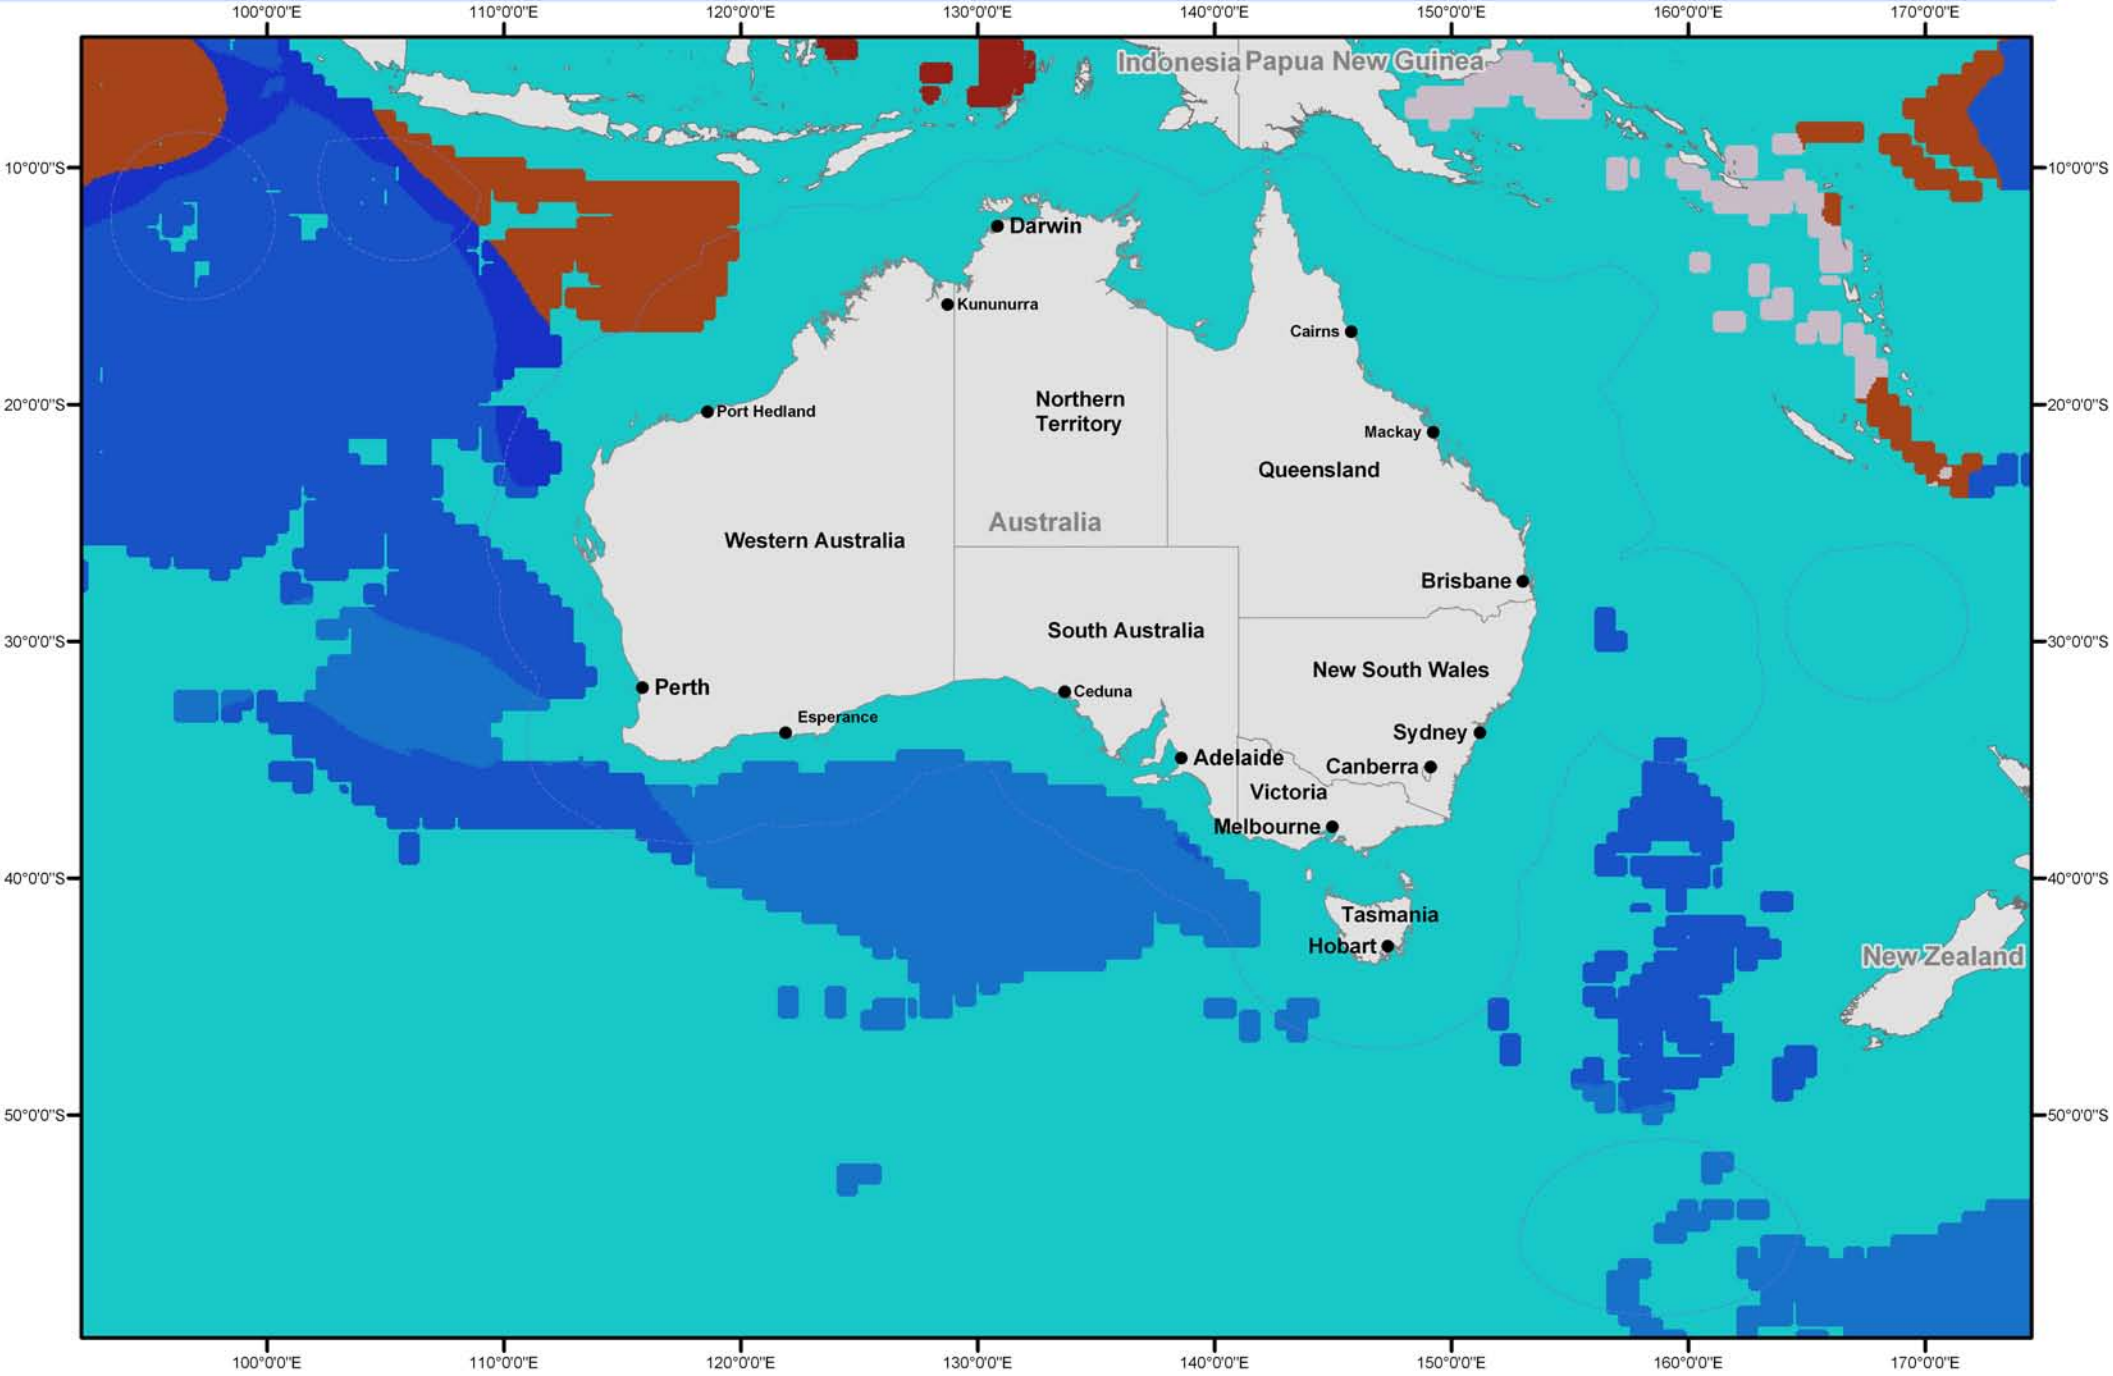 100°0'0"E 110°0'0"E 120°0'0"E 130°0'0"E 140°0'0"E 150°0'0"E 160°0'0"E 170°0'0"E
Indonesia Papua New Guinea
10°0'0"S 10°0'0"S
Darwin
Kununurra
Cairns
Northern
Territory
20°0'0"S 20°0'0"S
Port Hedland
Mackay
Queensland
Australia
Western Australia
Brisbane
South Australia
30°0'0"S 30°0'0"S
New South Wales
Perth
Ceduna
Esperance
Sydney
Adelaide
Canberra
Victoria
Melbourne
40°0'0"S 40°0'0"S
Tasmania
Hobart
New Zealand
50°0'0"S 50°0'0"S
100°0'0"E 110°0'0"E 120°0'0"E 130°0'0"E 140°0'0"E 150°0'0"E 160°0'0"E 170°0'0"E